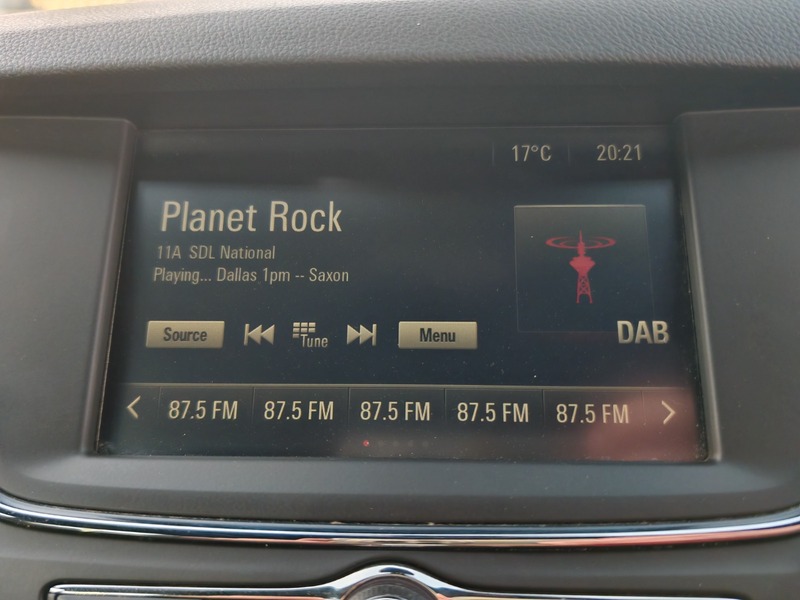 17°C 20:21
Planet Rock
11A SDL National
Playing... Dallas 1pm -- Saxon
Source Tune Menu
DAB
87.5 FM 87.5 FM 87.5 FM 87.5 FM 87.5 FM